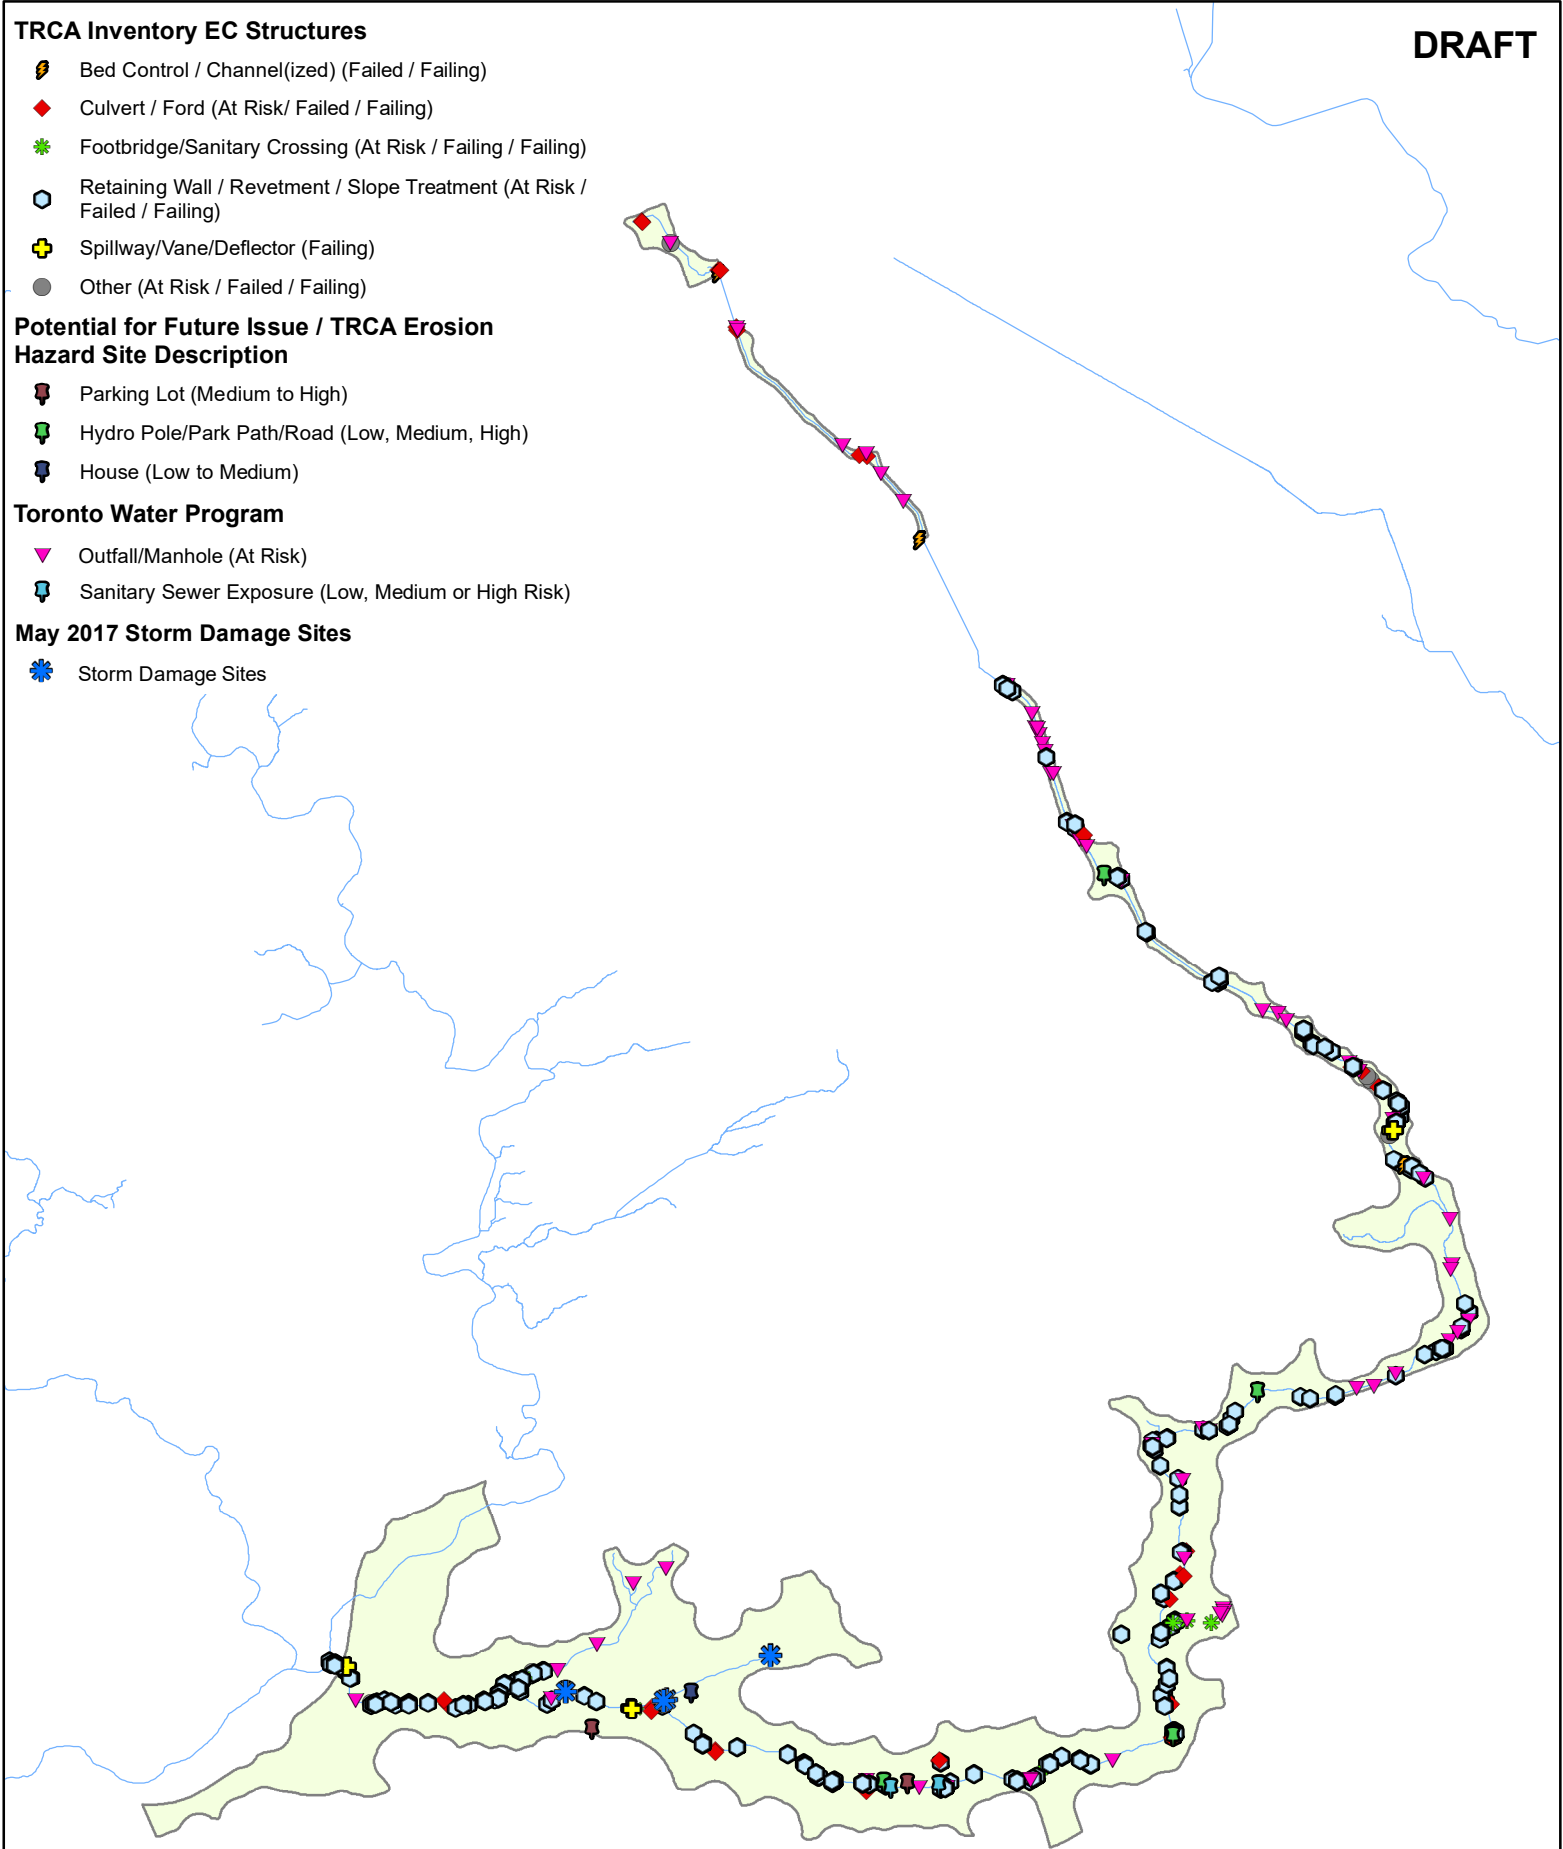 TRCA Inventory EC Structures
DRAFT
Bed Control / Channel(ized) (Failed / Failing)
Culvert / Ford (At Risk/ Failed / Failing)
Footbridge/Sanitary Crossing (At Risk / Failing / Failing)
Retaining Wall / Revetment / Slope Treatment (At Risk /
Failed / Failing)
Spillway/Vane/Deflector (Failing)
Other (At Risk / Failed / Failing)
Potential for Future Issue / TRCA Erosion
Hazard Site Description
Parking Lot (Medium to High)
Hydro Pole/Park Path/Road (Low, Medium, High)
House (Low to Medium)
Toronto Water Program
Outfall/Manhole (At Risk)
Sanitary Sewer Exposure (Low, Medium or High Risk)
May 2017 Storm Damage Sites
Storm Damage Sites